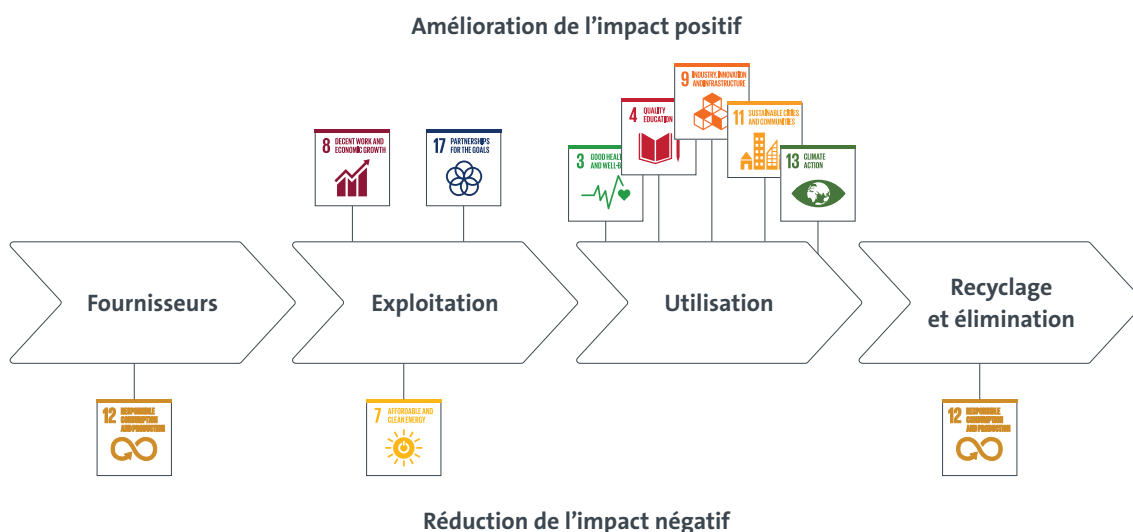 Amélioration de l’impact positif
9 INDUSTRY, INNOVATION
AND INFRASTRUCTURE
4 QUALITY
EDUCATION
11 SUSTAINABLE CITIES
AND COMMUNITIES
8 DECENT WORK AND
ECONOMIC GROWTH
17 PARTNERSHIPS
FOR THE GOALS
3 GOOD HEAL
AND WELL-B
13 CLIMATE
ACTION
Fournisseurs
Exploitation
Utilisation
Recyclage
et élimination
12 RESPONSIBLE
CONSUMPTION
AND PRODUCTION
7 AFFORDABLE AND
CLEAN ENERGY
12 RESPONSIBLE
CONSUMPTION
AND PRODUCTION
Réduction de l’impact négatif